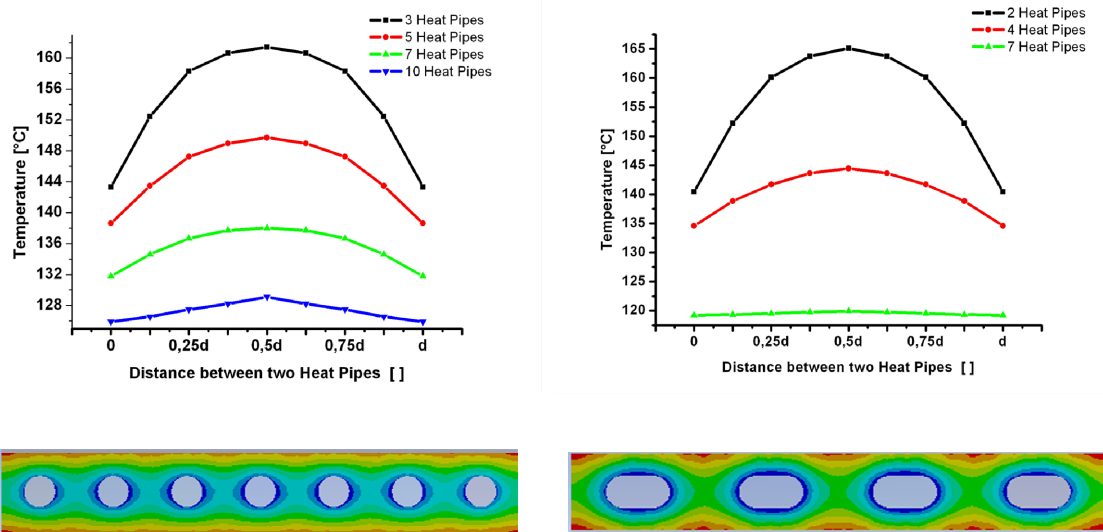 3 Heat Pipes
5 Heat Pipes
7 Heat Pipes
10 Heat Pipes
Temperature [°C]
160
156
152
148
144
140
136
132
128
0
0,25d
0,5d
0,75d
d
Distance between two Heat Pipes [ ]
2 Heat Pipes
4 Heat Pipes
7 Heat Pipes
Temperature [°C]
165
160
155
150
145
140
135
130
125
120
0
0,25d
0,5d
0,75d
d
Distance between two Heat Pipes [ ]